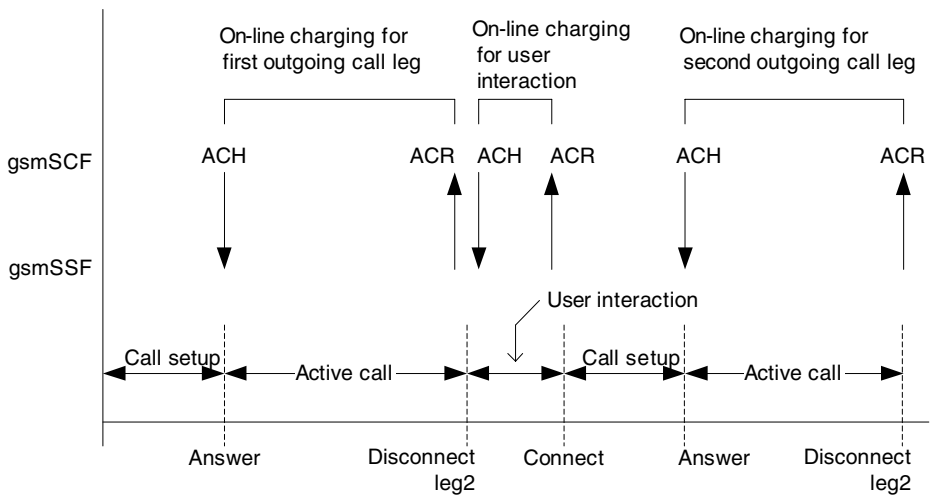 On-line charging for
first outgoing call leg
On-line charging
for user
interaction
On-line charging for
second outgoing call leg
gsmSCF
ACH
ACR
ACH
ACR
ACH
ACR
gsmSSF
User interaction
Call setup
Active call
Call setup
Active call
Answer
Disconnect
leg2
Connect
Answer
Disconnect
leg2